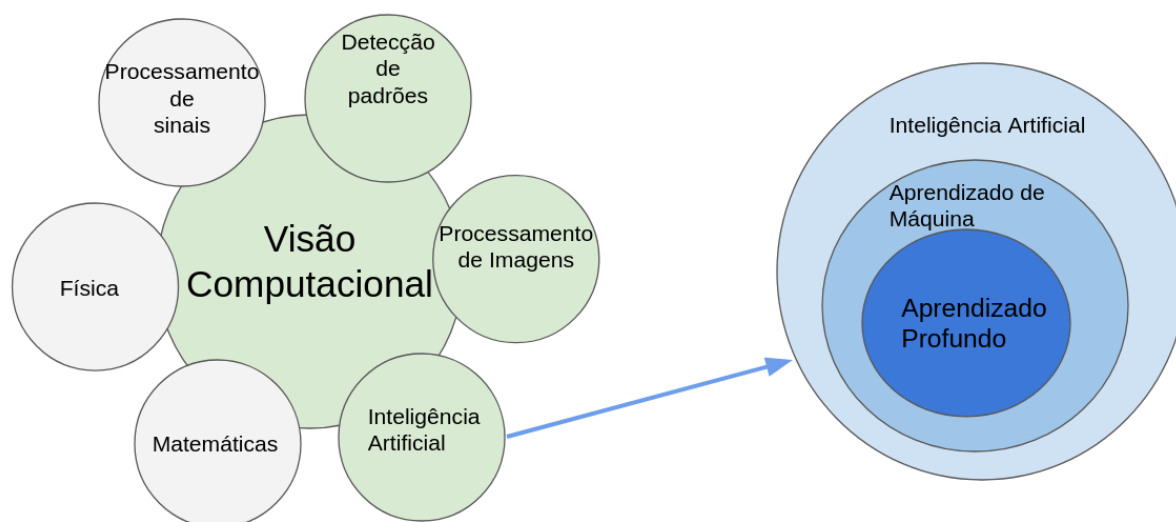 Processamento
de
sinais
Detecção
de
padrões
Visão
Computacional
Processamento
de Imagens
Física
Matemáticas
Inteligência
Artificial
Inteligência Artificial
Aprendizado de
Máquina
Aprendizado
Profundo